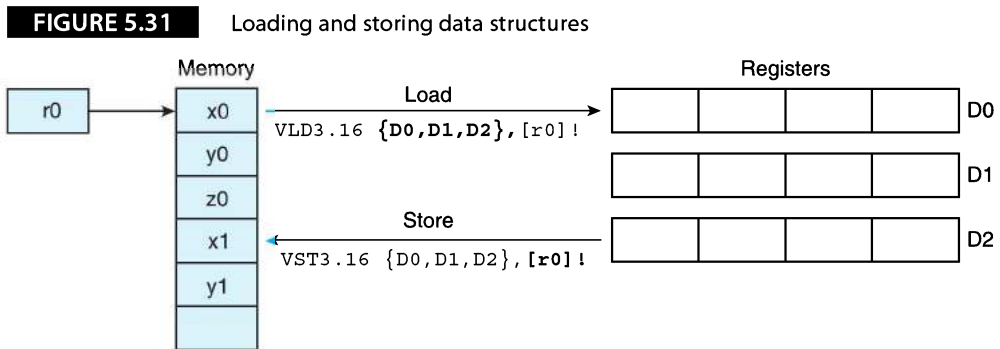 FIGURE 5.31 Loading and storing data structures
Memory
Registers
r0
x0
y0
z0
x1
y1
Load
VLD3.16 {D0,D1,D2},[r0]!
Store
VST3.16 {D0,D1,D2},[r0]!
D0
D1
D2